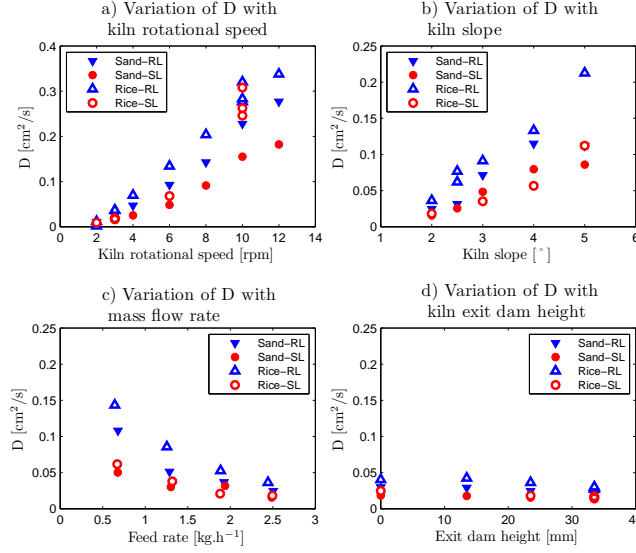 a) Variation of D with
kiln rotational speed
0.4
0.3
0.2
0.1
0
D [cm²/s]
Sand−RL
Sand−SL
Rice−RL
Rice−SL
0 2 4 6 8 10 12 14
Kiln rotational speed [rpm]
b) Variation of D with
kiln slope
0.25
0.2
0.15
0.1
0.05
0
D [cm²/s]
Sand−RL
Sand−SL
Rice−RL
Rice−SL
1 2 3 4 5 6
Kiln slope [°]
c) Variation of D with
mass flow rate
0.25
0.2
0.15
0.1
0.05
0
D [cm²/s]
Sand−RL
Sand−SL
Rice−RL
Rice−SL
0 0.5 1 1.5 2 2.5 3
Feed rate [kg.h⁻¹]
d) Variation of D with
kiln exit dam height
0.25
0.2
0.15
0.1
0.05
0
D [cm²/s]
Sand−RL
Sand−SL
Rice−RL
Rice−SL
0 10 20 30 40
Exit dam height [mm]